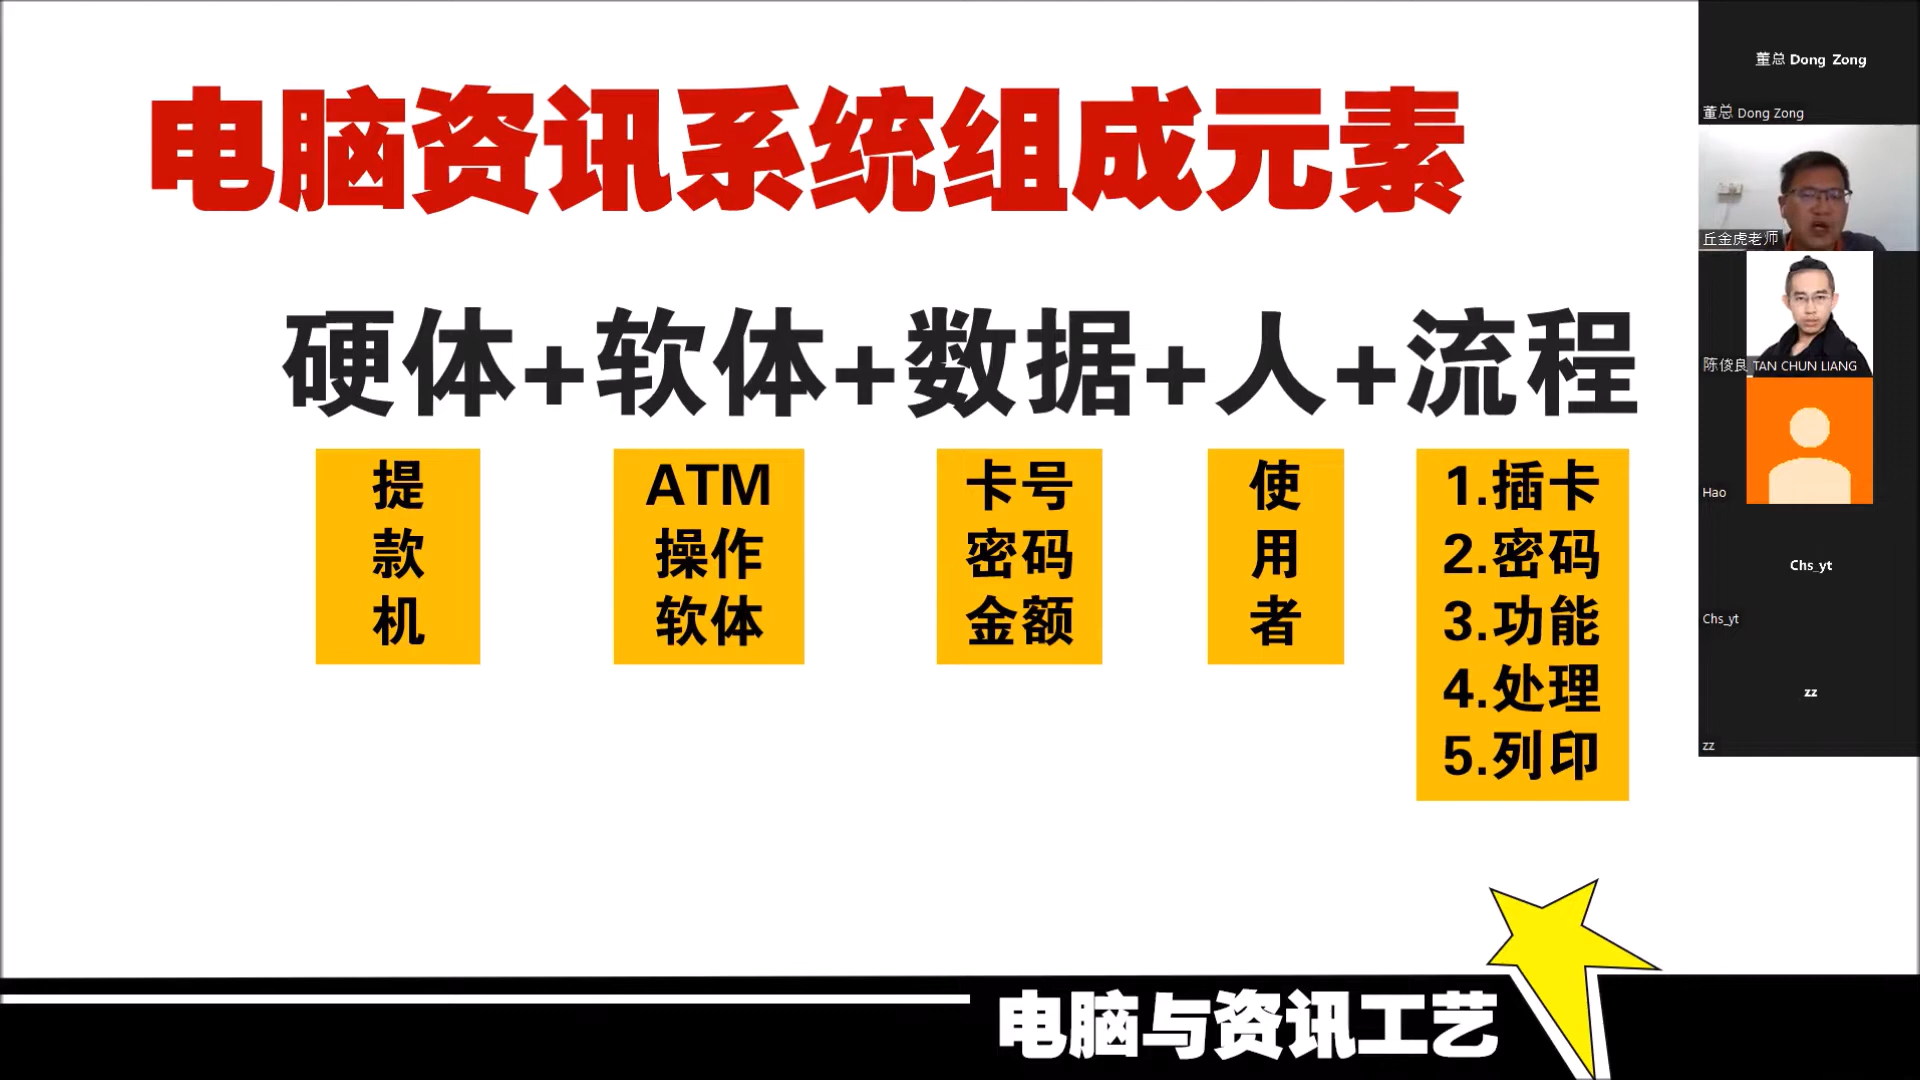 电脑资讯系统组成元素
硬体+软体+数据+人+流程
提
款
机
ATM
操作
软体
卡号
密码
金额
使
用
者
1.插卡
2.密码
3.功能
4.处理
5.列印
电脑与资讯工艺
董总 Dong Zong
董总 Dong Zong
丘金虎老师
陈俊良_TAN CHUN LIANG
Hao
Chs_yt
Chs_yt
zz
zz